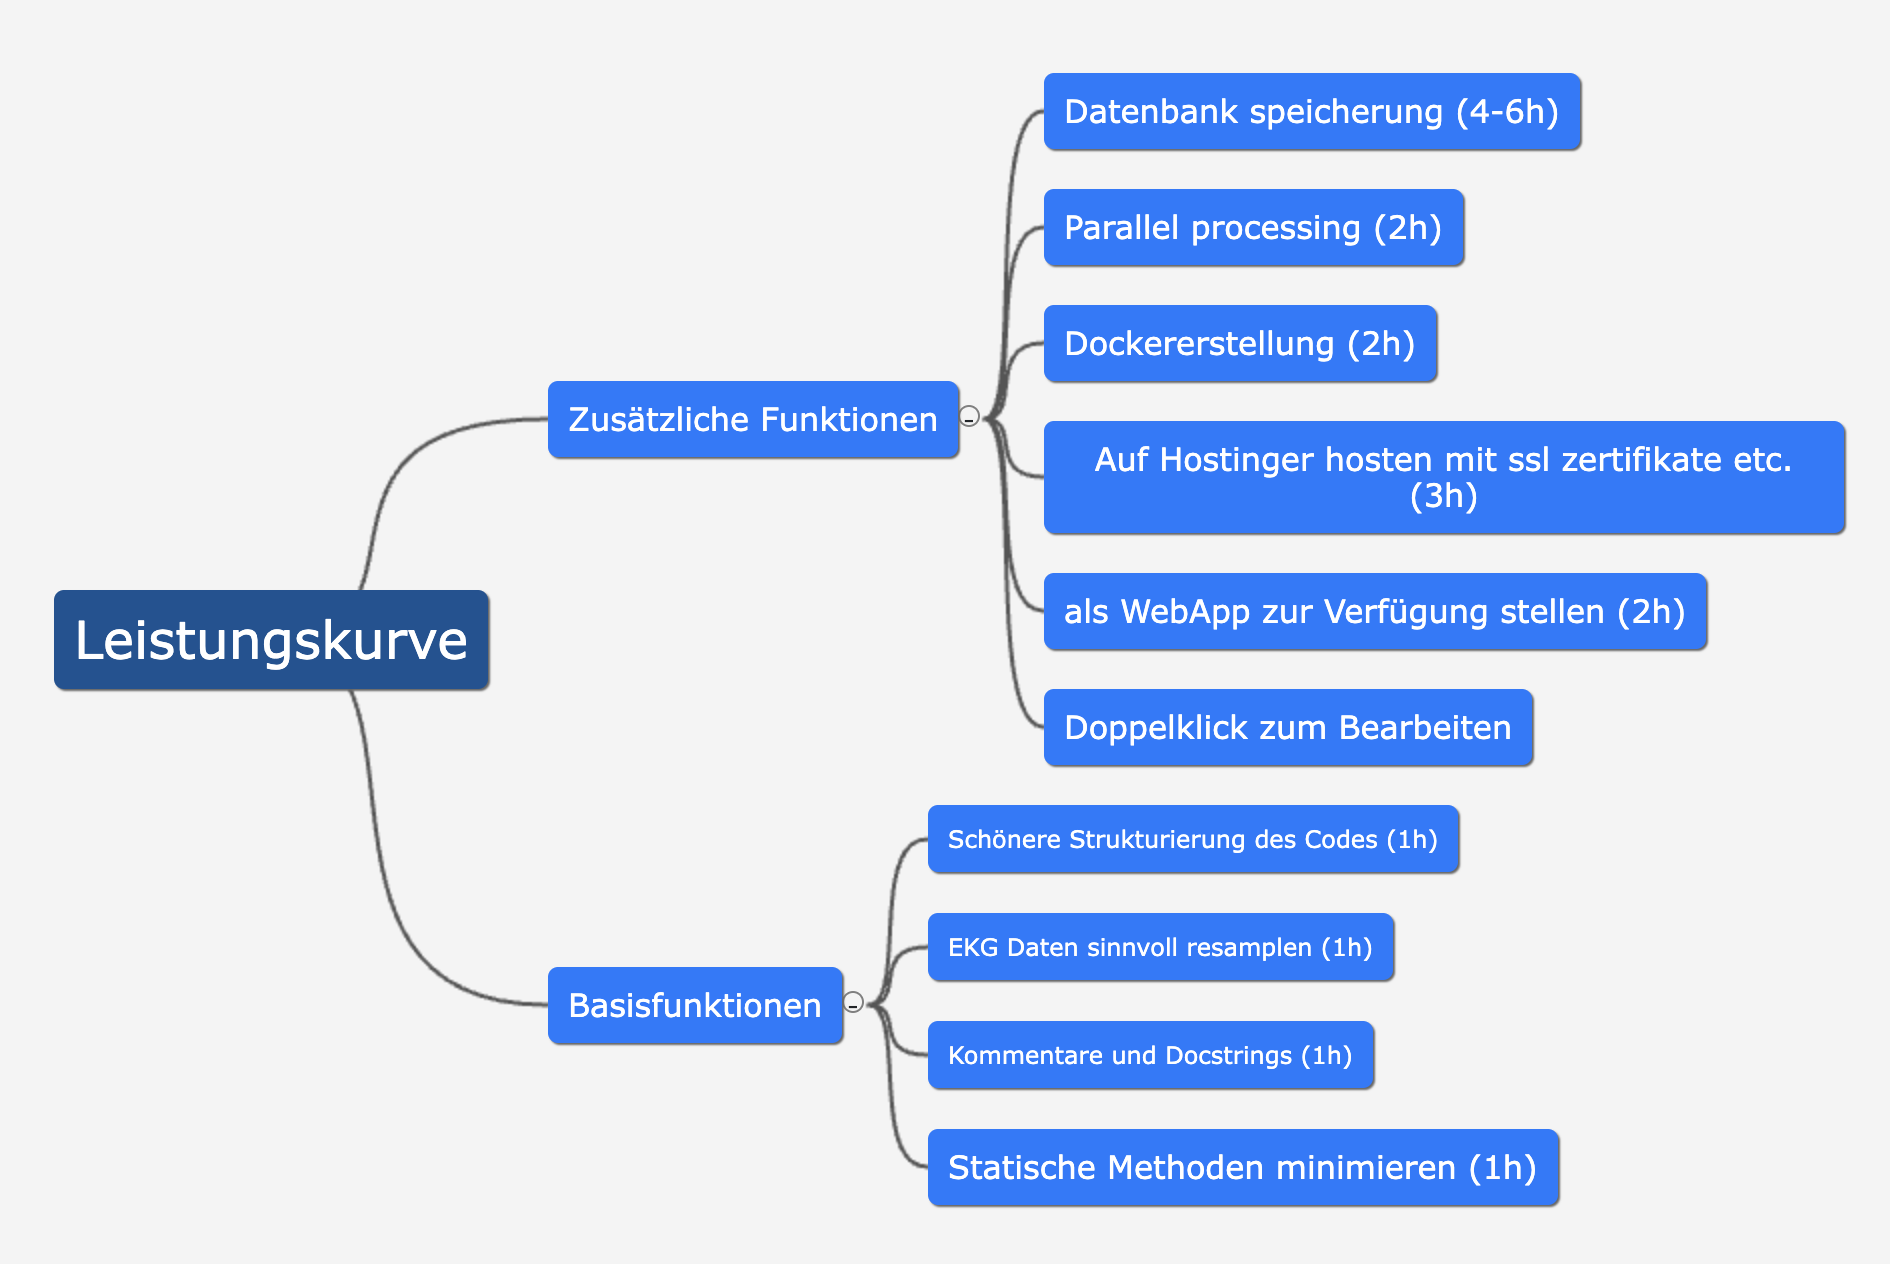 Leistungskurve
Zusätzliche Funktionen
Datenbank speicherung (4-6h)
Parallel processing (2h)
Dockererstellung (2h)
Auf Hostinger hosten mit ssl zertifikate etc.
(3h)
als WebApp zur Verfügung stellen (2h)
Doppelklick zum Bearbeiten
Basisfunktionen
Schönere Strukturierung des Codes (1h)
EKG Daten sinnvoll resamplen (1h)
Kommentare und Docstrings (1h)
Statische Methoden minimieren (1h)